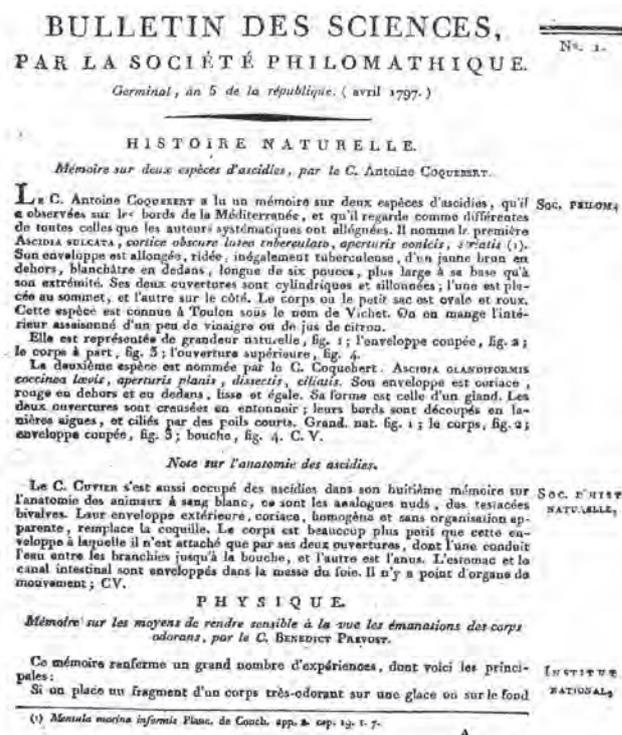 BULLETIN DES SCIENCES,
N°. 1.
PAR LA SOCIÉTÉ PHILOMATHIQUE.
Germinal, an 5 de la république. ( avril 1797. )
HISTOIRE NATURELLE.
Mémoire sur deux espèces d'ascidies, par le C. Antoine COQUEBERT.
LE C. Antoine COQUEBERT a lu un mémoire sur deux espèces d'ascidies, qu'il
Soc. PHILOM.
a observées sur les bords de la Méditerranée, et qu'il regarde comme différentes
de toutes celles que les auteurs systématiques ont alléguées. Il nomme la première
ASCIDIA SULCATA, cortice obscure luteo tuberculato, aperturis conicis, striatis (1).
Son enveloppe est allongée, ridée, inégalement tuberculeuse, d'un jaune brun en
dehors, blanchâtre en dedans, longue de six pouces, plus large à sa base qu'à
son extrémité. Ses deux ouvertures sont cylindriques et sillonnées ; l'une est pla-
cée au sommet, et l'autre sur le côté. Le corps ou le petit sac est ovale et roux.
Cette espèce est connue à Toulon sous le nom de Vichet. On en mange l'inté-
rieur assaisonné d'un peu de vinaigre ou de jus de citron.
Elle est représentée de grandeur naturelle, fig. 1 ; l'enveloppe coupée, fig. 2 ;
le corps à part, fig. 3 ; l'ouverture supérieure, fig. 4.
La deuxième espèce est nommée par le C. Coquebert. ASCIDIA GLANDIFORMIS
coccinea lævis, aperturis planis, dissectis, ciliatis. Son enveloppe est coriace,
rouge en dehors et en dedans, lisse et égale. Sa forme est celle d'un gland. Les
deux ouvertures sont creusées en entonnoir ; leurs bords sont découpés en la-
nières aigues, et ciliés par des poils courts. Grand. nat. fig. 1 ; le corps, fig. 2 ;
enveloppe coupée, fig. 3 ; bouche, fig. 4. C. V.
Note sur l'anatomie des ascidies.
Le C. CUVIER s'est aussi occupé des ascidies dans son huitième mémoire sur
Soc. D'HIST
l'anatomie des animaux à sang blanc, ce sont les analogues nuds, des testacées
NATURELLE,
bivalves. Leur enveloppe extérieure, coriace, homogène et sans organisation ap-
parente, remplace la coquille. Le corps est beaucoup plus petit que cette en-
veloppe à laquelle il n'est attaché que par ses deux ouvertures, dont l'une conduit
l'eau entre les branchies jusqu'à la bouche, et l'autre est l'anus. L'estomac et le
canal intestinal sont enveloppés dans la masse du foie. Il n'y a point d'organe de
mouvement ; CV.
PHYSIQUE.
Mémoire sur les moyens de rendre sensible à la vue les émanations des corps
odorans, par le C. BENEDICT PREVOST.
Ce mémoire renferme un grand nombre d'expériences, dont voici les princi-
INSTITUT
pales :
NATIONAL,
Si on place un fragment d'un corps très-odorant sur une glace ou sur le fond
(1) Mentula marina informis Planc. de Conch. app. 2. cap. 19. t. 7.
A